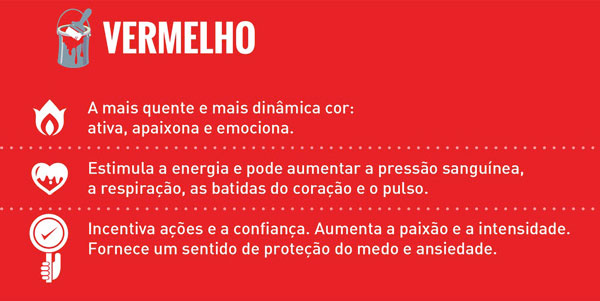 VERMELHO
A mais quente e mais dinâmica cor:
ativa, apaixona e emociona.
Estimula a energia e pode aumentar a pressão sanguínea,
a respiração, as batidas do coração e o pulso.
Incentiva ações e a confiança. Aumenta a paixão e a intensidade.
Fornece um sentido de proteção do medo e ansiedade.